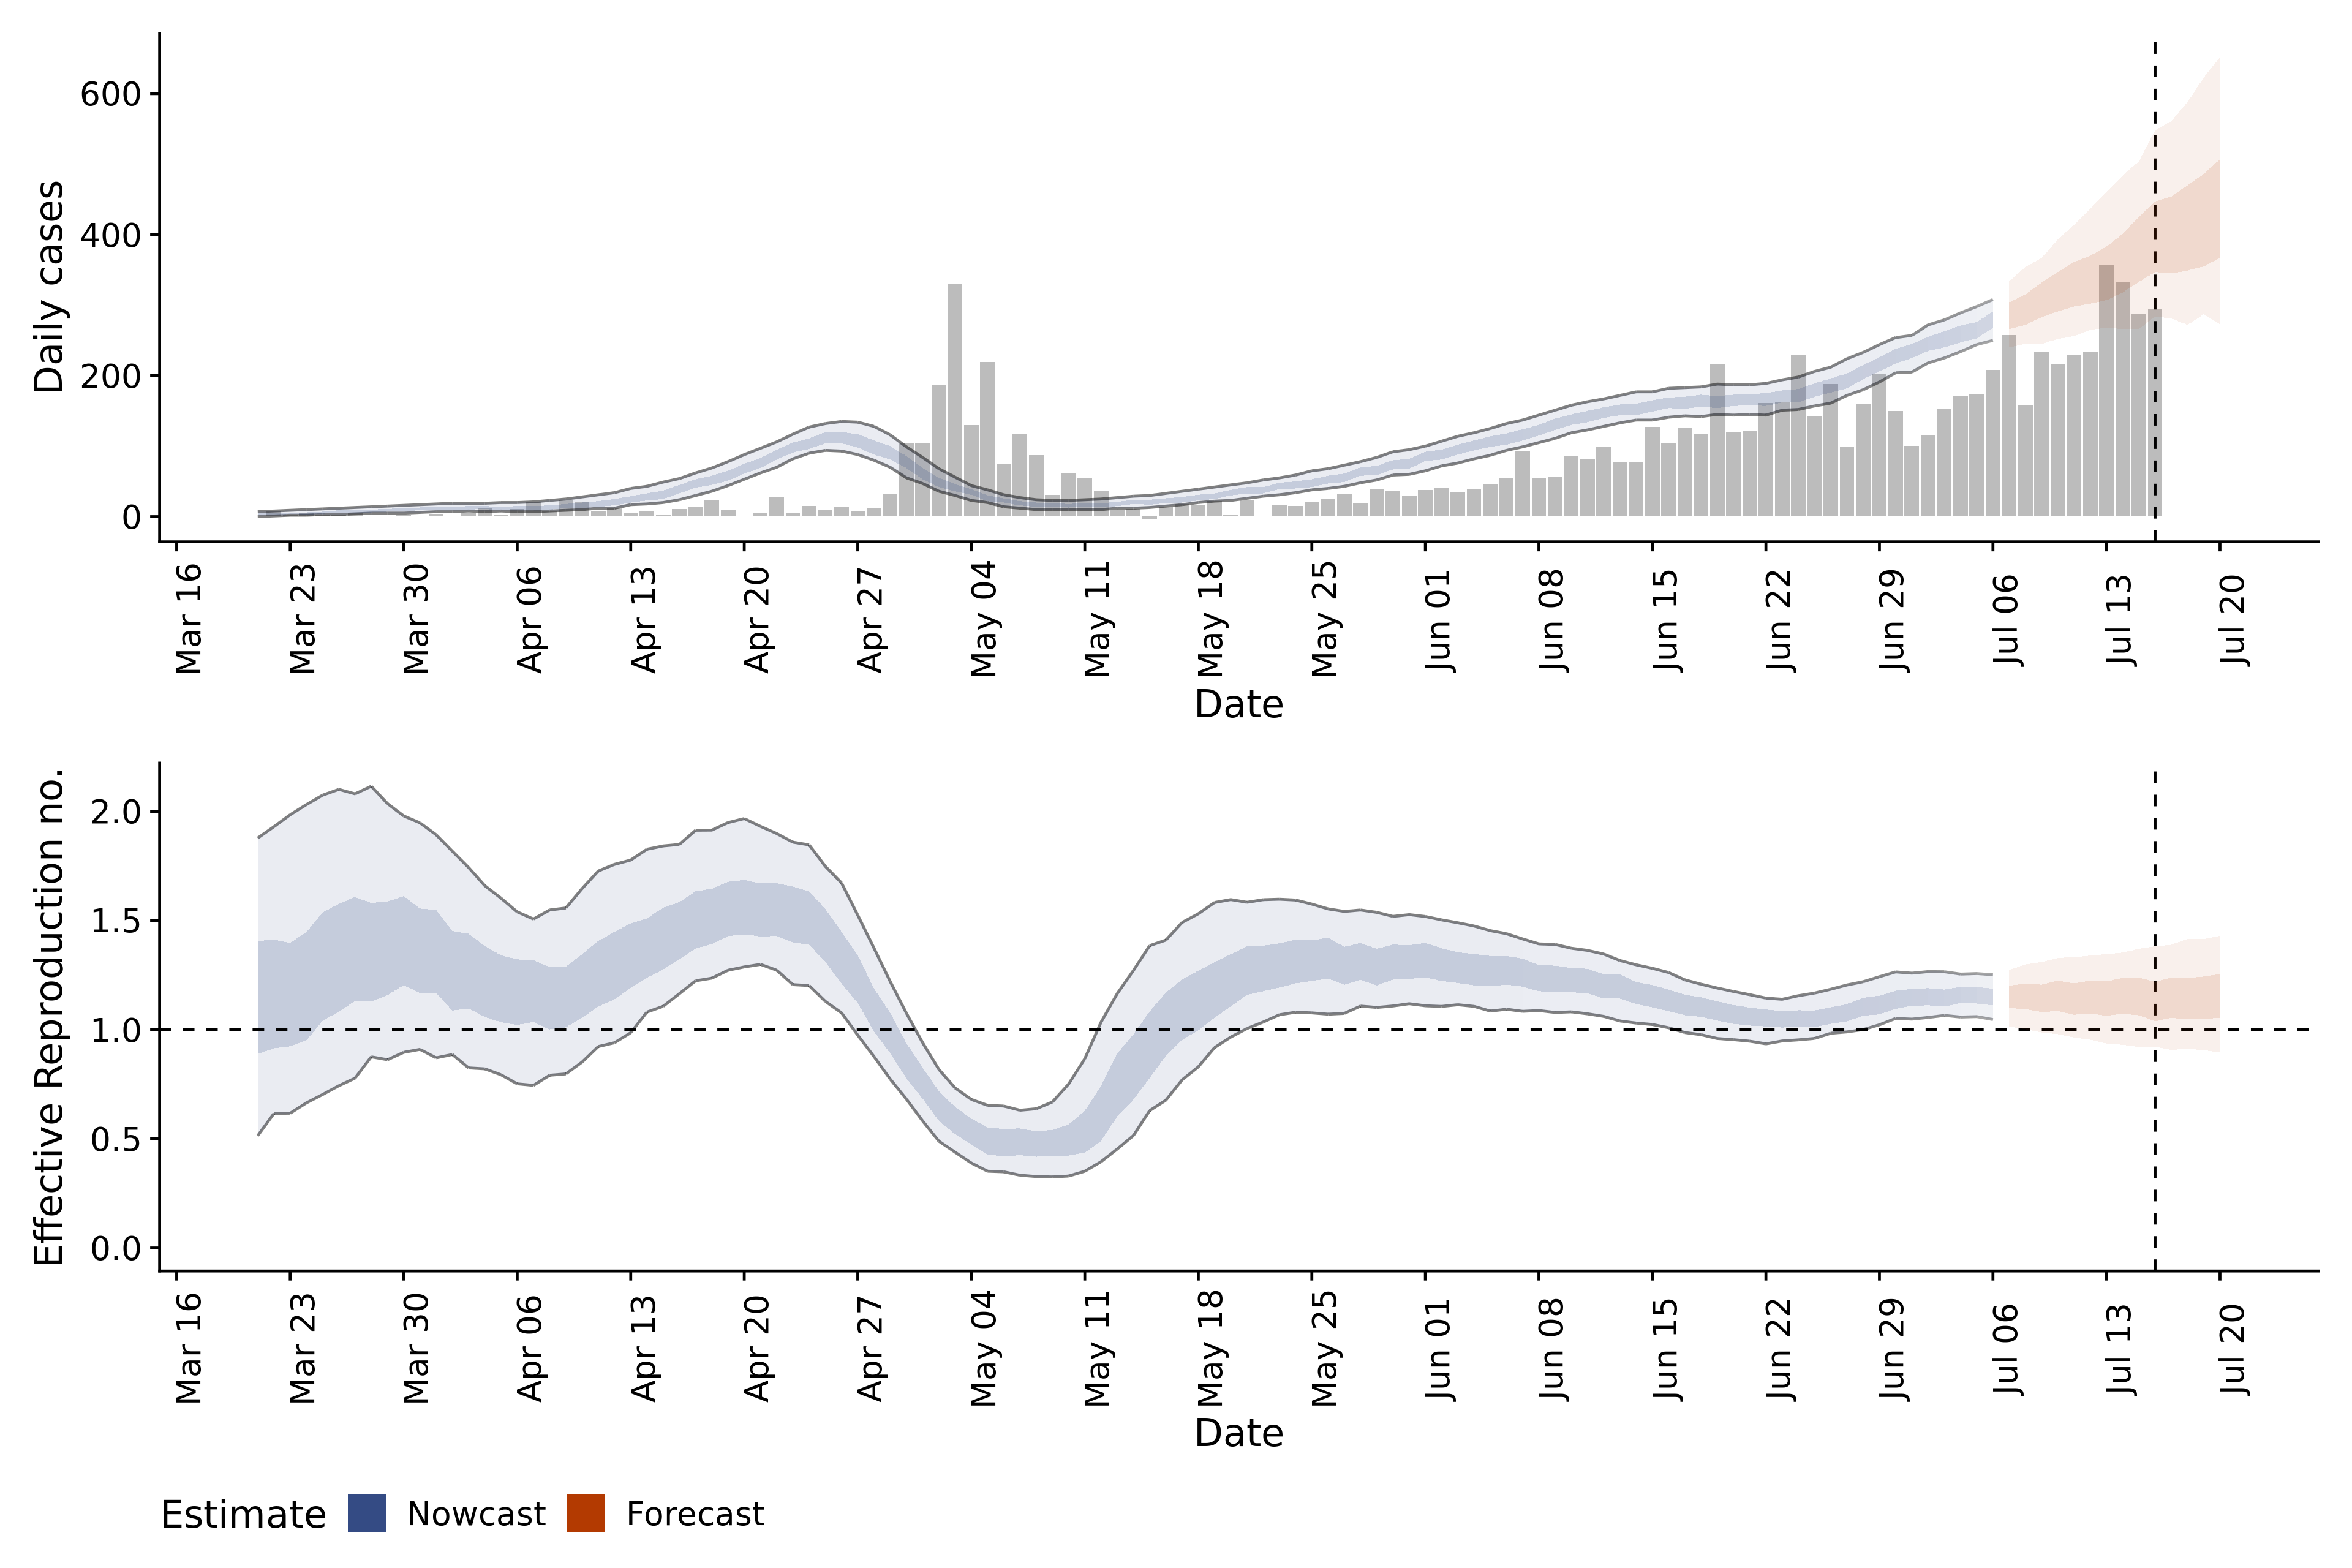 Daily cases
600
400
200
0
Mar 16 Mar 23 Mar 30 Apr 06 Apr 13 Apr 20 Apr 27 May 04 May 11 May 18 May 25 Jun 01 Jun 08 Jun 15 Jun 22 Jun 29 Jul 06 Jul 13 Jul 20
Date
Effective Reproduction no.
2.0
1.5
1.0
0.5
0.0
Mar 16 Mar 23 Mar 30 Apr 06 Apr 13 Apr 20 Apr 27 May 04 May 11 May 18 May 25 Jun 01 Jun 08 Jun 15 Jun 22 Jun 29 Jul 06 Jul 13 Jul 20
Date
Estimate Nowcast Forecast